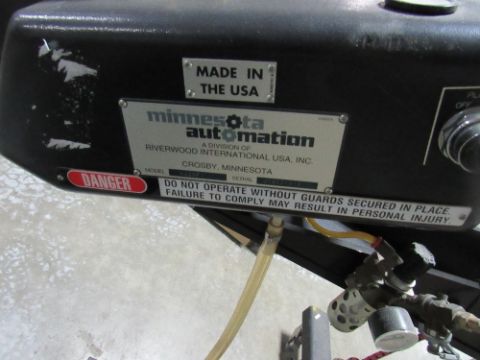 MADE IN
THE USA
minnesota
automation
A DIVISION OF
RIVERWOOD INTERNATIONAL USA, INC.
CROSBY, MINNESOTA
MODEL
SERIAL
DANGER
DO NOT OPERATE WITHOUT GUARDS SECURED IN PLACE.
FAILURE TO COMPLY MAY RESULT IN PERSONAL INJURY